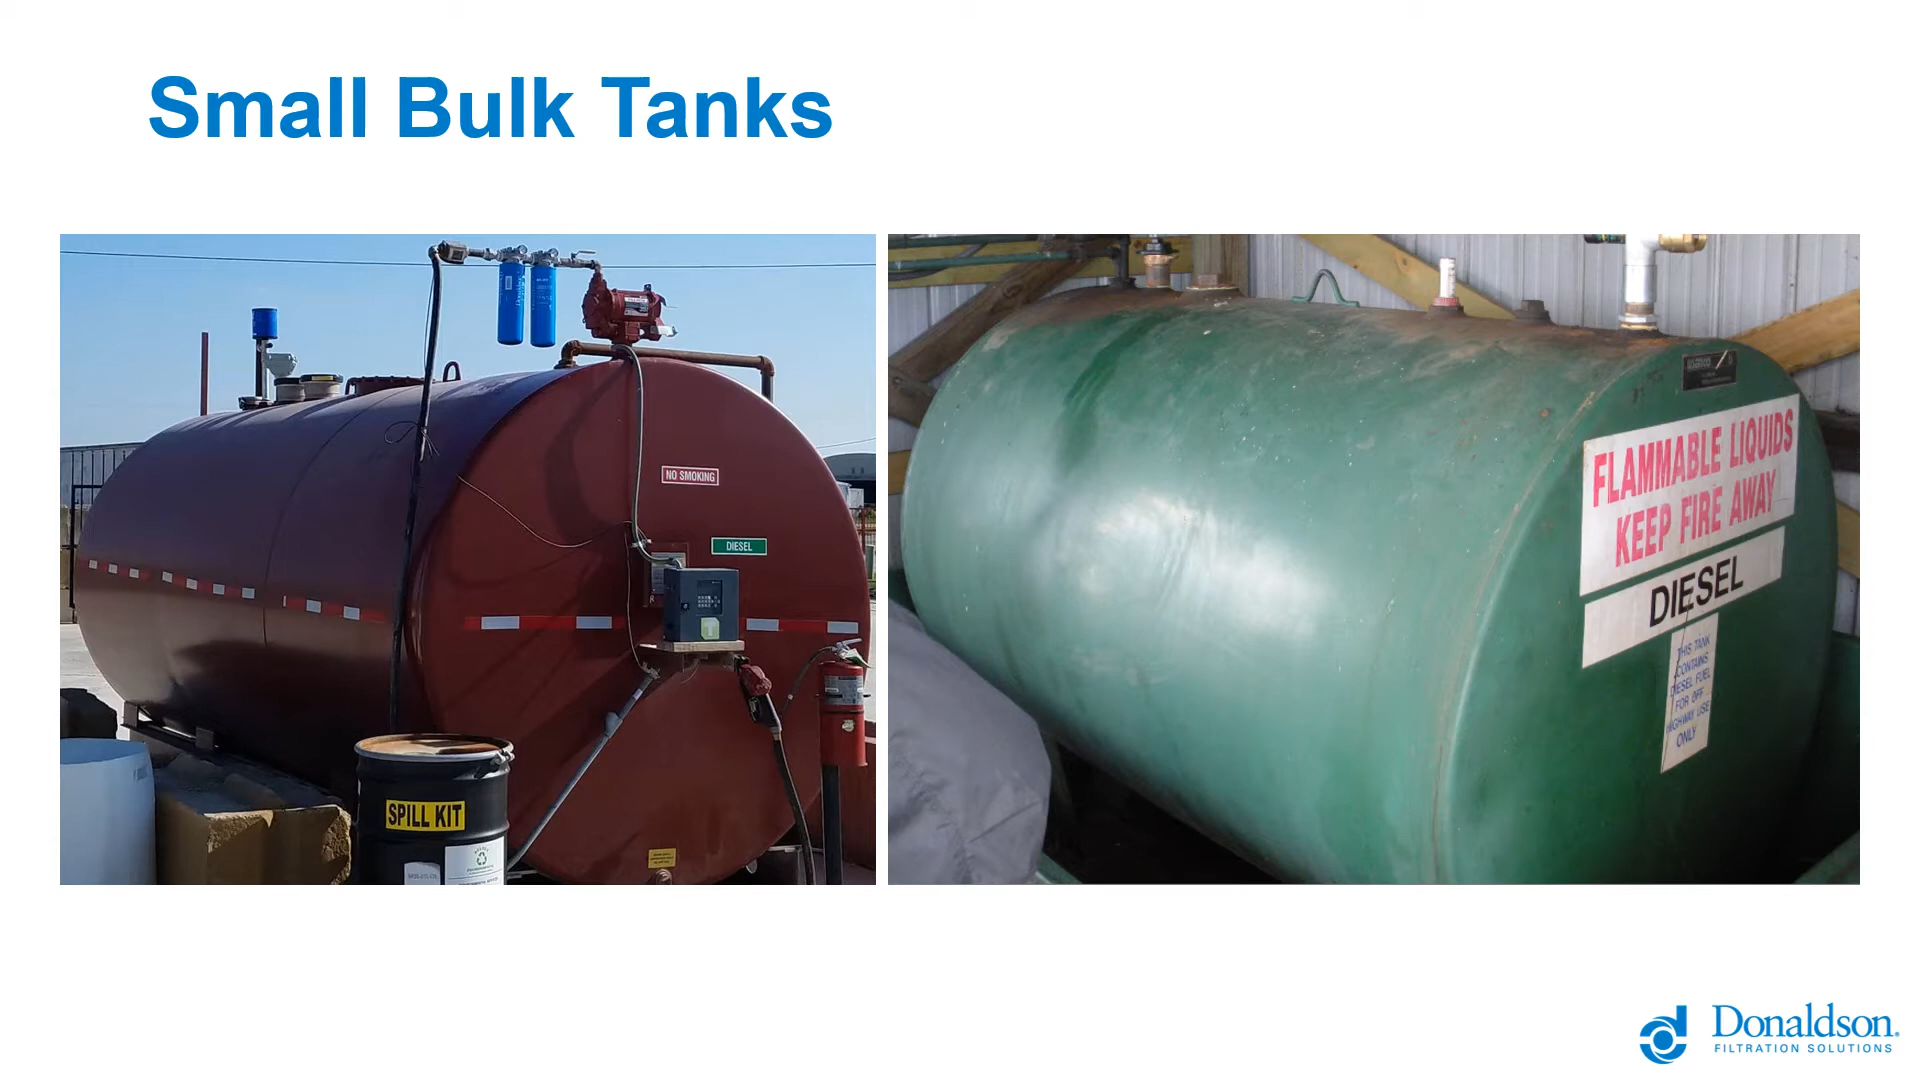 Small Bulk Tanks
NO SMOKING
DIESEL
SPILL KIT
FLAMMABLE LIQUIDS
KEEP FIRE AWAY
DIESEL
THIS TANK
CONTAINS
DIESEL FUEL
FOR OFF
HIGHWAY USE
ONLY
Donaldson.
FILTRATION SOLUTIONS